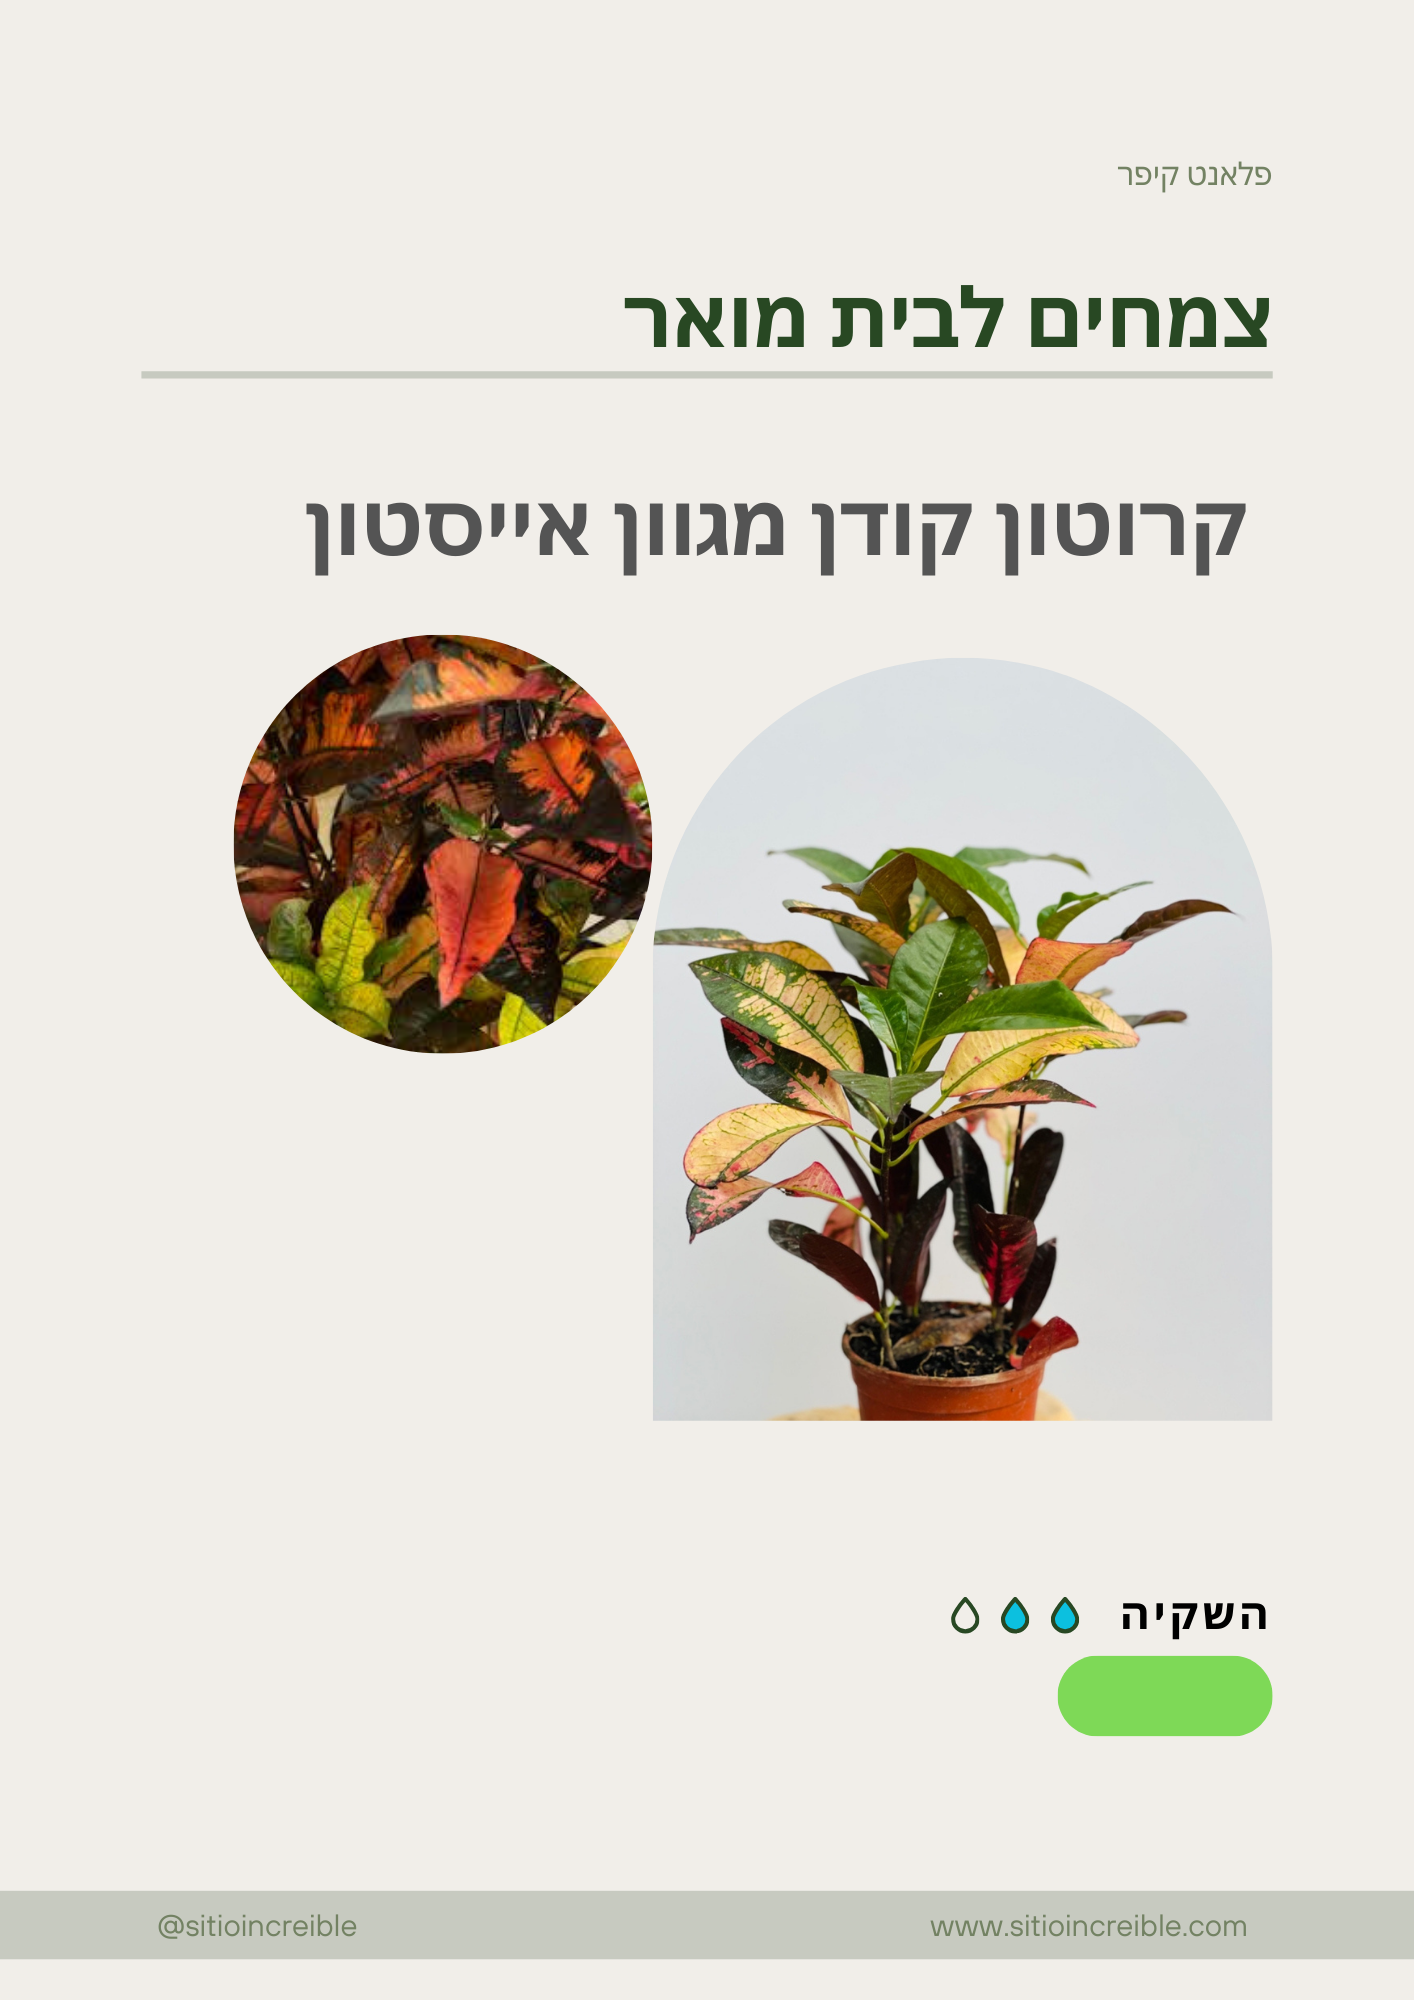 פלאנט קיפר
צמחים לבית מואר
קרוטון קודן מגוון אייסטון
השקיה
@sitioincreible
www.sitioincreible.com